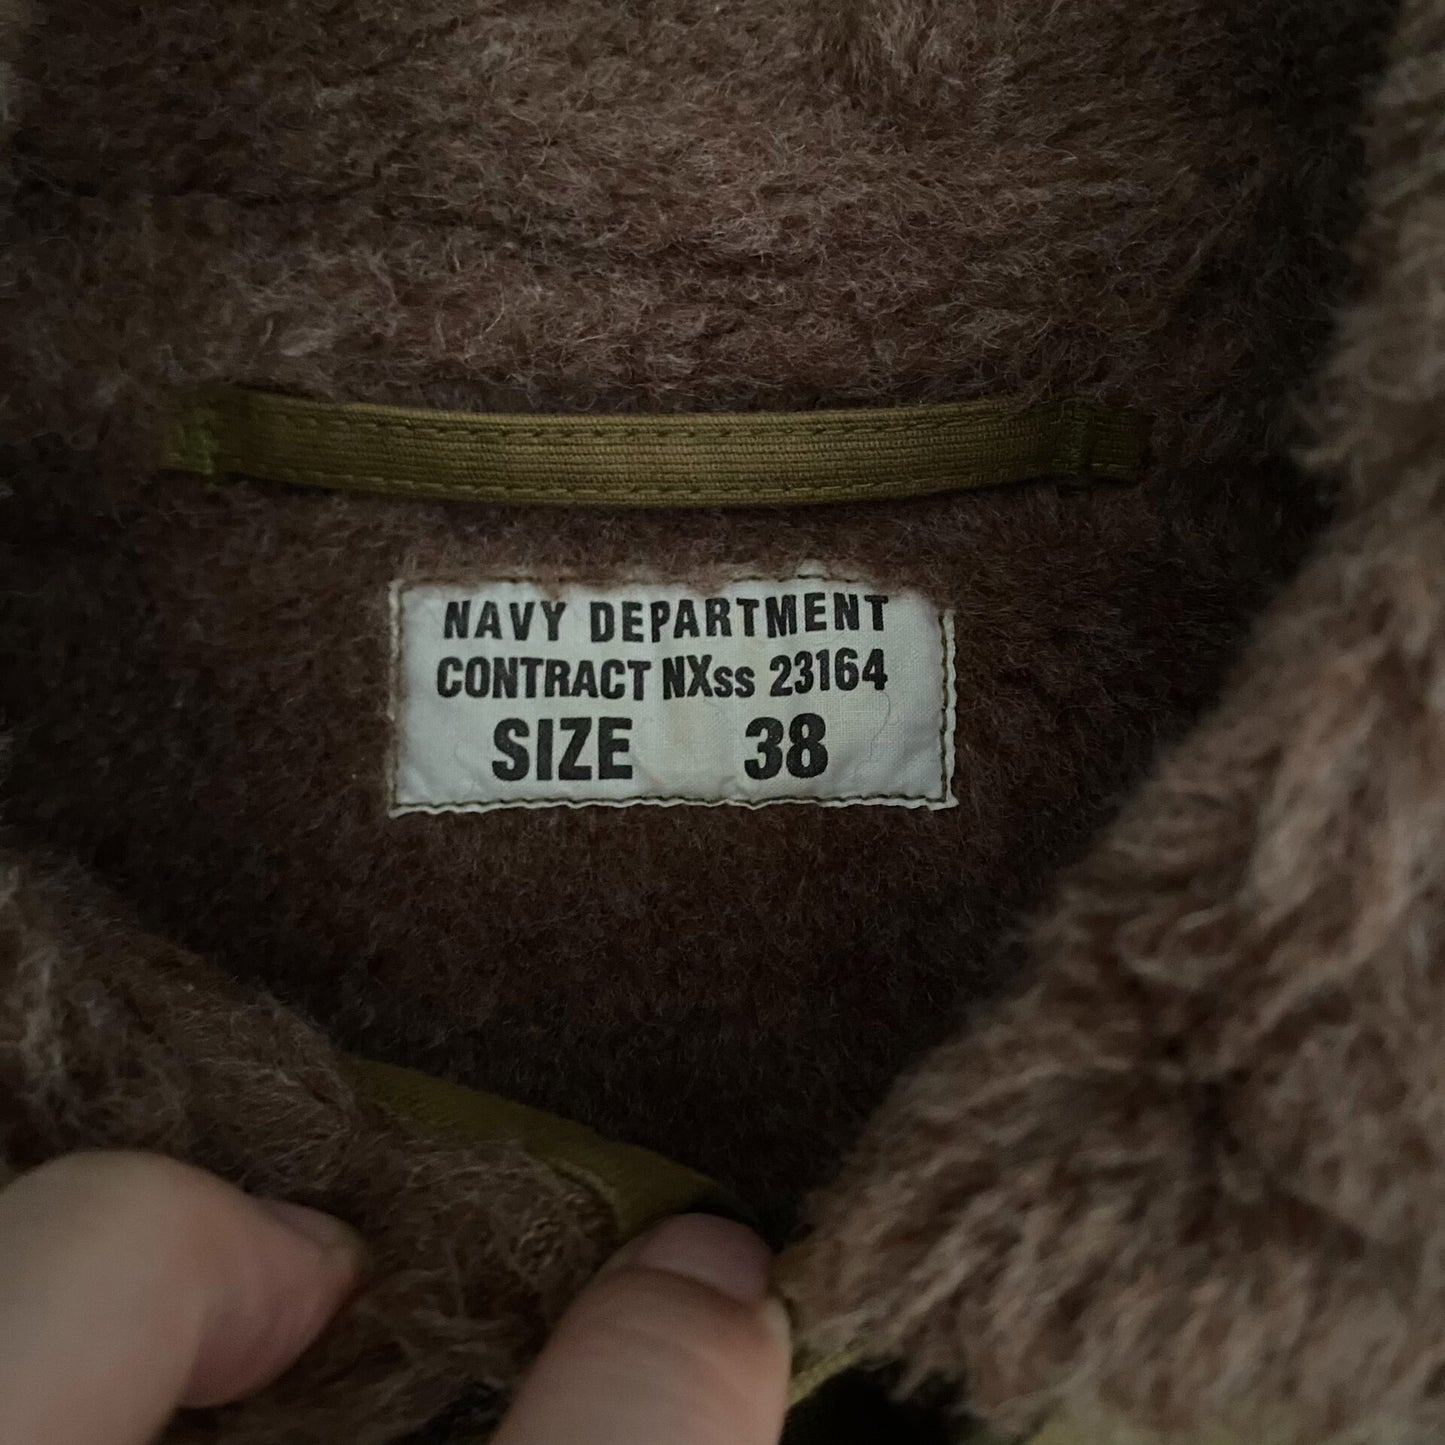 NAVY DEPARTMENT
CONTRACT NXss 23164
SIZE 38